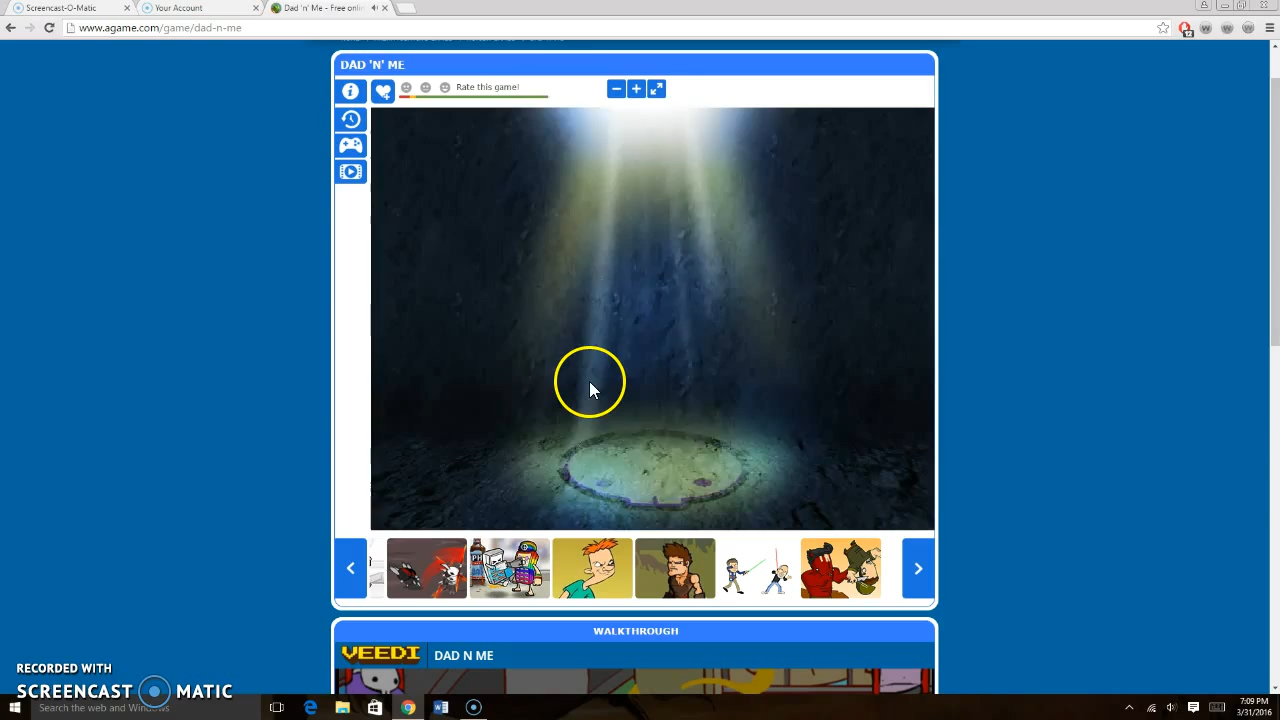 Screencast-O-Matic
Your Account
Dad 'n' Me - Free onli
www.agame.com/game/dad-n-me
12
DAD 'N' ME
Rate this game!
WALKTHROUGH
VEEDI
DAD N ME
RECORDED WITH
SCREENCAST MATIC
Search the web and Windows
7:09 PM
3/31/2016